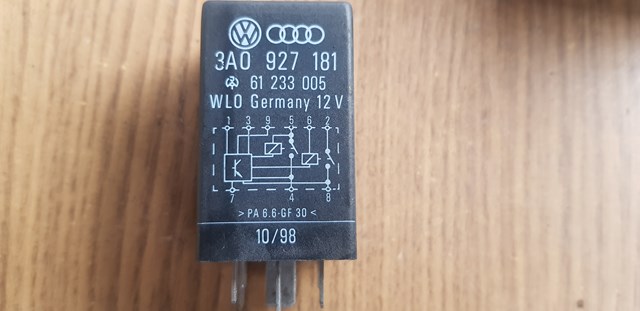 3A0 927 181
61 233 005
WLO Germany 12 V
1 3 9 5 6 2
7 4 8
>PA 6.6-GF 30<
10/98